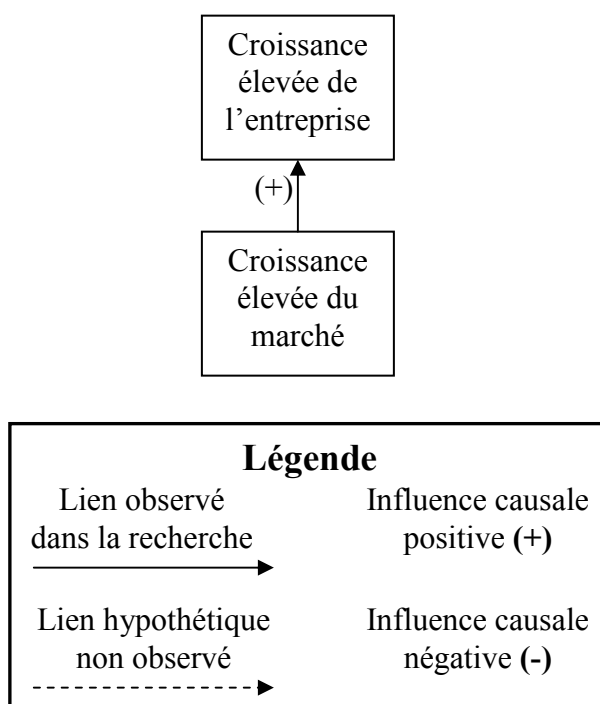 Croissance
élevée de
l'entreprise
(+)
Croissance
élevée du
marché
Légende
Lien observé
dans la recherche
Influence causale
positive (+)
Lien hypothétique
non observé
Influence causale
négative (-)